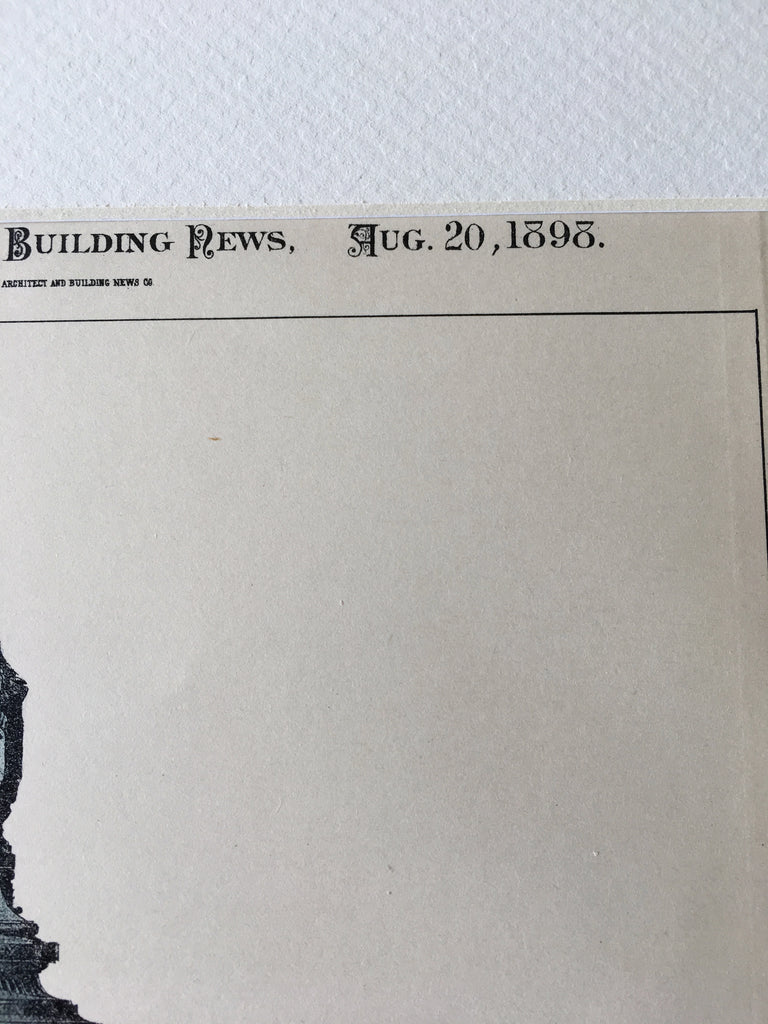 BUILDING NEWS, AUG. 20, 1898.
ARCHITECT AND BUILDING NEWS CO.